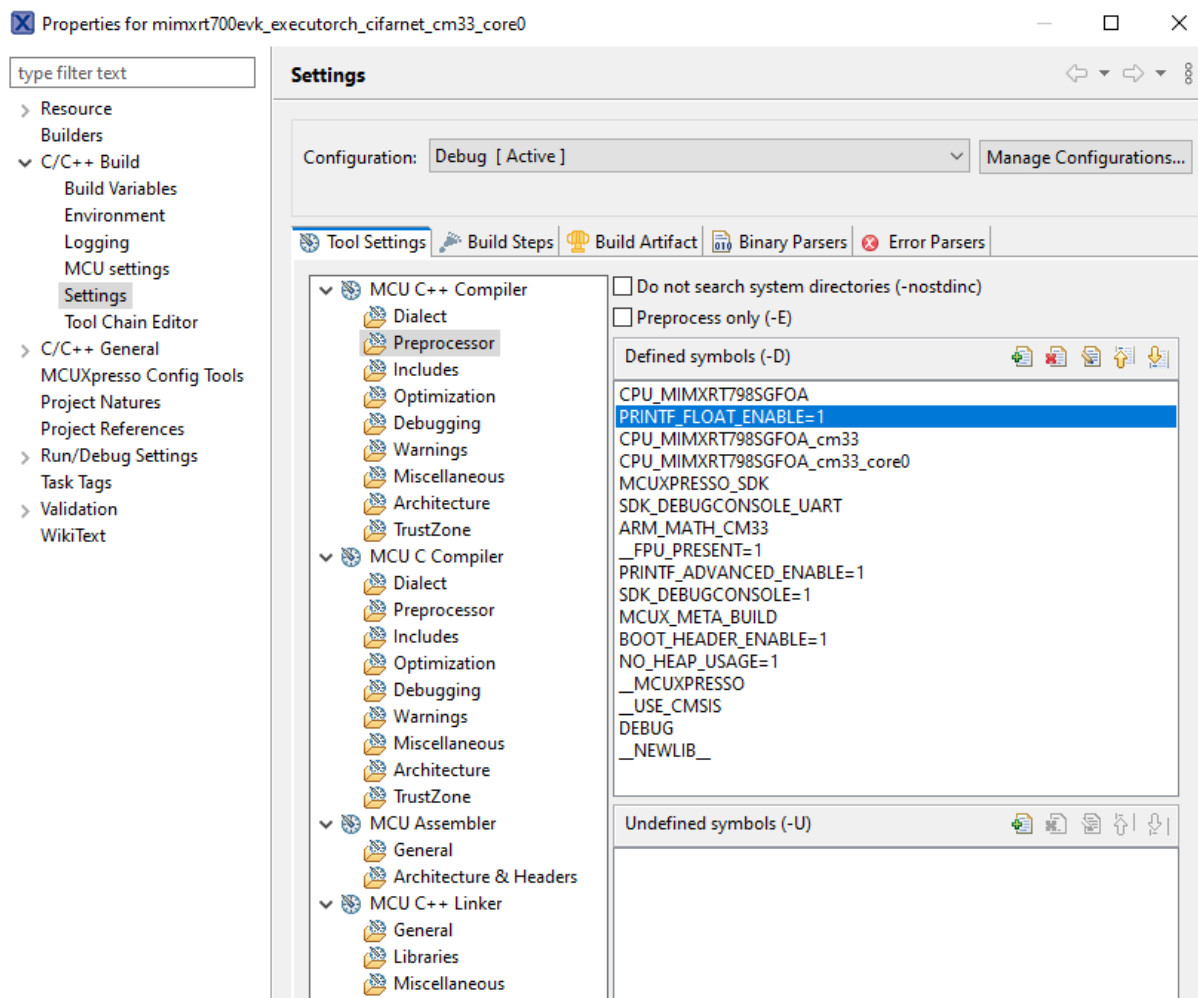 Properties for mimxrt700evk_executorch_cifarnet_cm33_core0
type filter text
Resource
Builders
C/C++ Build
Build Variables
Environment
Logging
MCU settings
Settings
Tool Chain Editor
C/C++ General
MCUXpresso Config Tools
Project Natures
Project References
Run/Debug Settings
Task Tags
Validation
WikiText
Settings
Configuration: Debug [ Active ] Manage Configurations...
Tool Settings Build Steps Build Artifact Binary Parsers Error Parsers
MCU C++ Compiler
Dialect
Preprocessor
Includes
Optimization
Debugging
Warnings
Miscellaneous
Architecture
TrustZone
MCU C Compiler
Dialect
Preprocessor
Includes
Optimization
Debugging
Warnings
Miscellaneous
Architecture
TrustZone
MCU Assembler
General
Architecture & Headers
MCU C++ Linker
General
Libraries
Miscellaneous
Do not search system directories (-nostdinc)
Preprocess only (-E)
Defined symbols (-D)
CPU_MIMXRT798SGFOA
PRINTF_FLOAT_ENABLE=1
CPU_MIMXRT798SGFOA_cm33
CPU_MIMXRT798SGFOA_cm33_core0
MCUXPRESSO_SDK
SDK_DEBUGCONSOLE_UART
ARM_MATH_CM33
__FPU_PRESENT=1
PRINTF_ADVANCED_ENABLE=1
SDK_DEBUGCONSOLE=1
MCUX_META_BUILD
BOOT_HEADER_ENABLE=1
NO_HEAP_USAGE=1
__MCUXPRESSO
__USE_CMSIS
DEBUG
__NEWLIB__
Undefined symbols (-U)